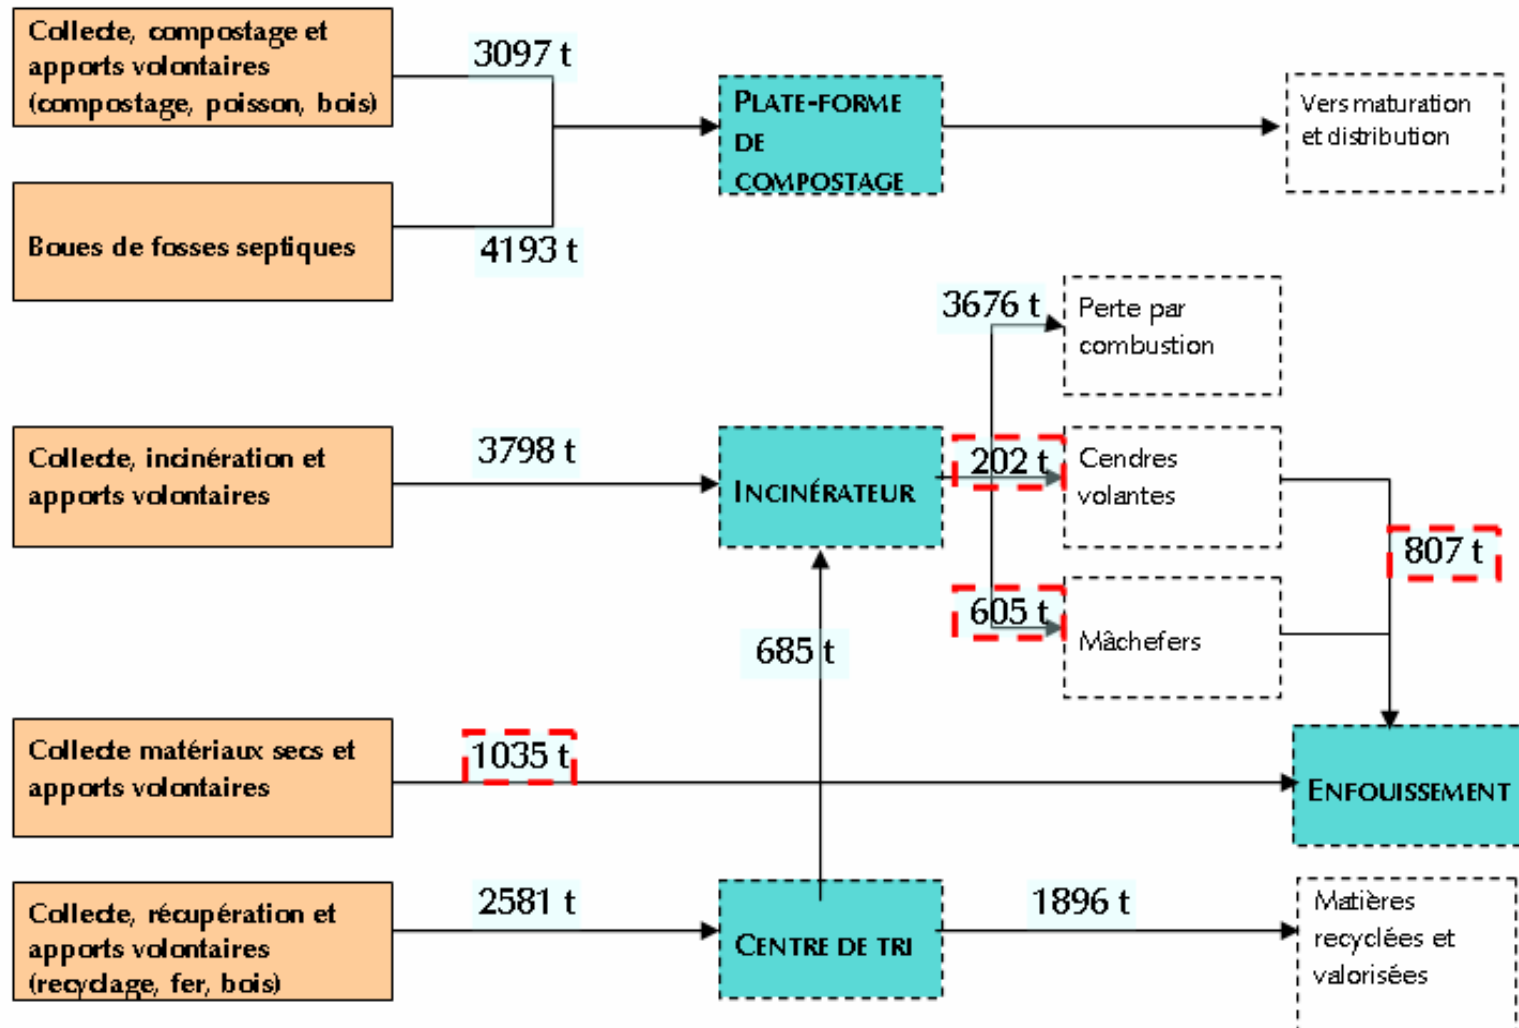 Collecte, compostage et
apports volontaires
(compostage, poisson, bois)
3097 t
PLATE-FORME
DE
COMPOSTAGE
Vers maturation
et distribution
Boues de fosses septiques
4193 t
3676 t
Perte par
combustion
Collecte, incinération et
apports volontaires
3798 t
INCINÉRATEUR
202 t
Cendres
volantes
807 t
605 t
Mâchefers
685 t
Collecte matériaux secs et
apports volontaires
1035 t
ENFOUISSEMENT
Collecte, récupération et
apports volontaires
(recyclage, fer, bois)
2581 t
CENTRE DE TRI
1896 t
Matières
recyclées et
valorisées